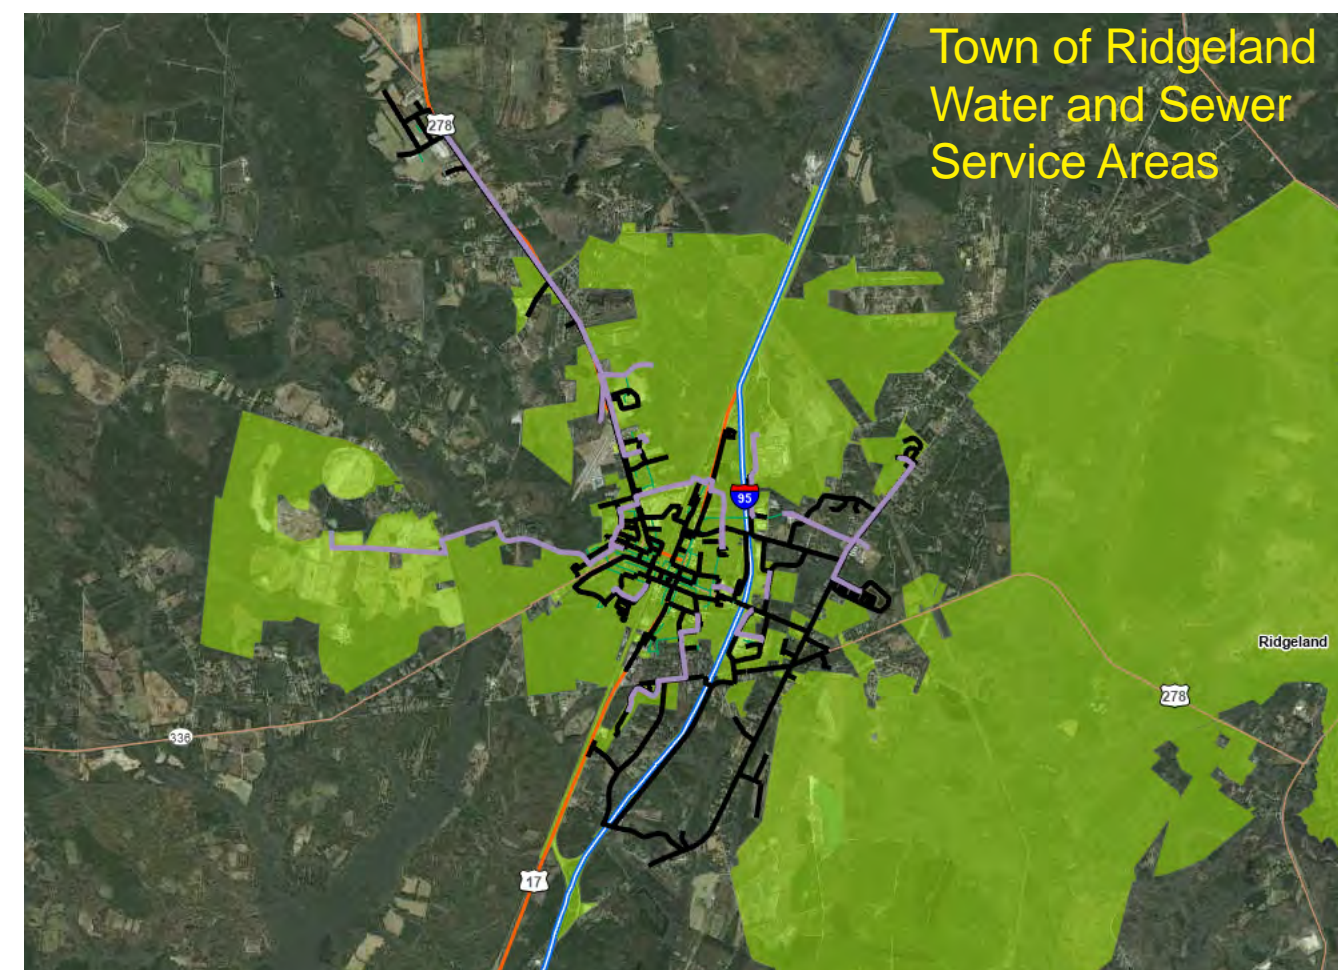 Town of Ridgeland
Water and Sewer
Service Areas
278
95
Ridgeland
278
336
17